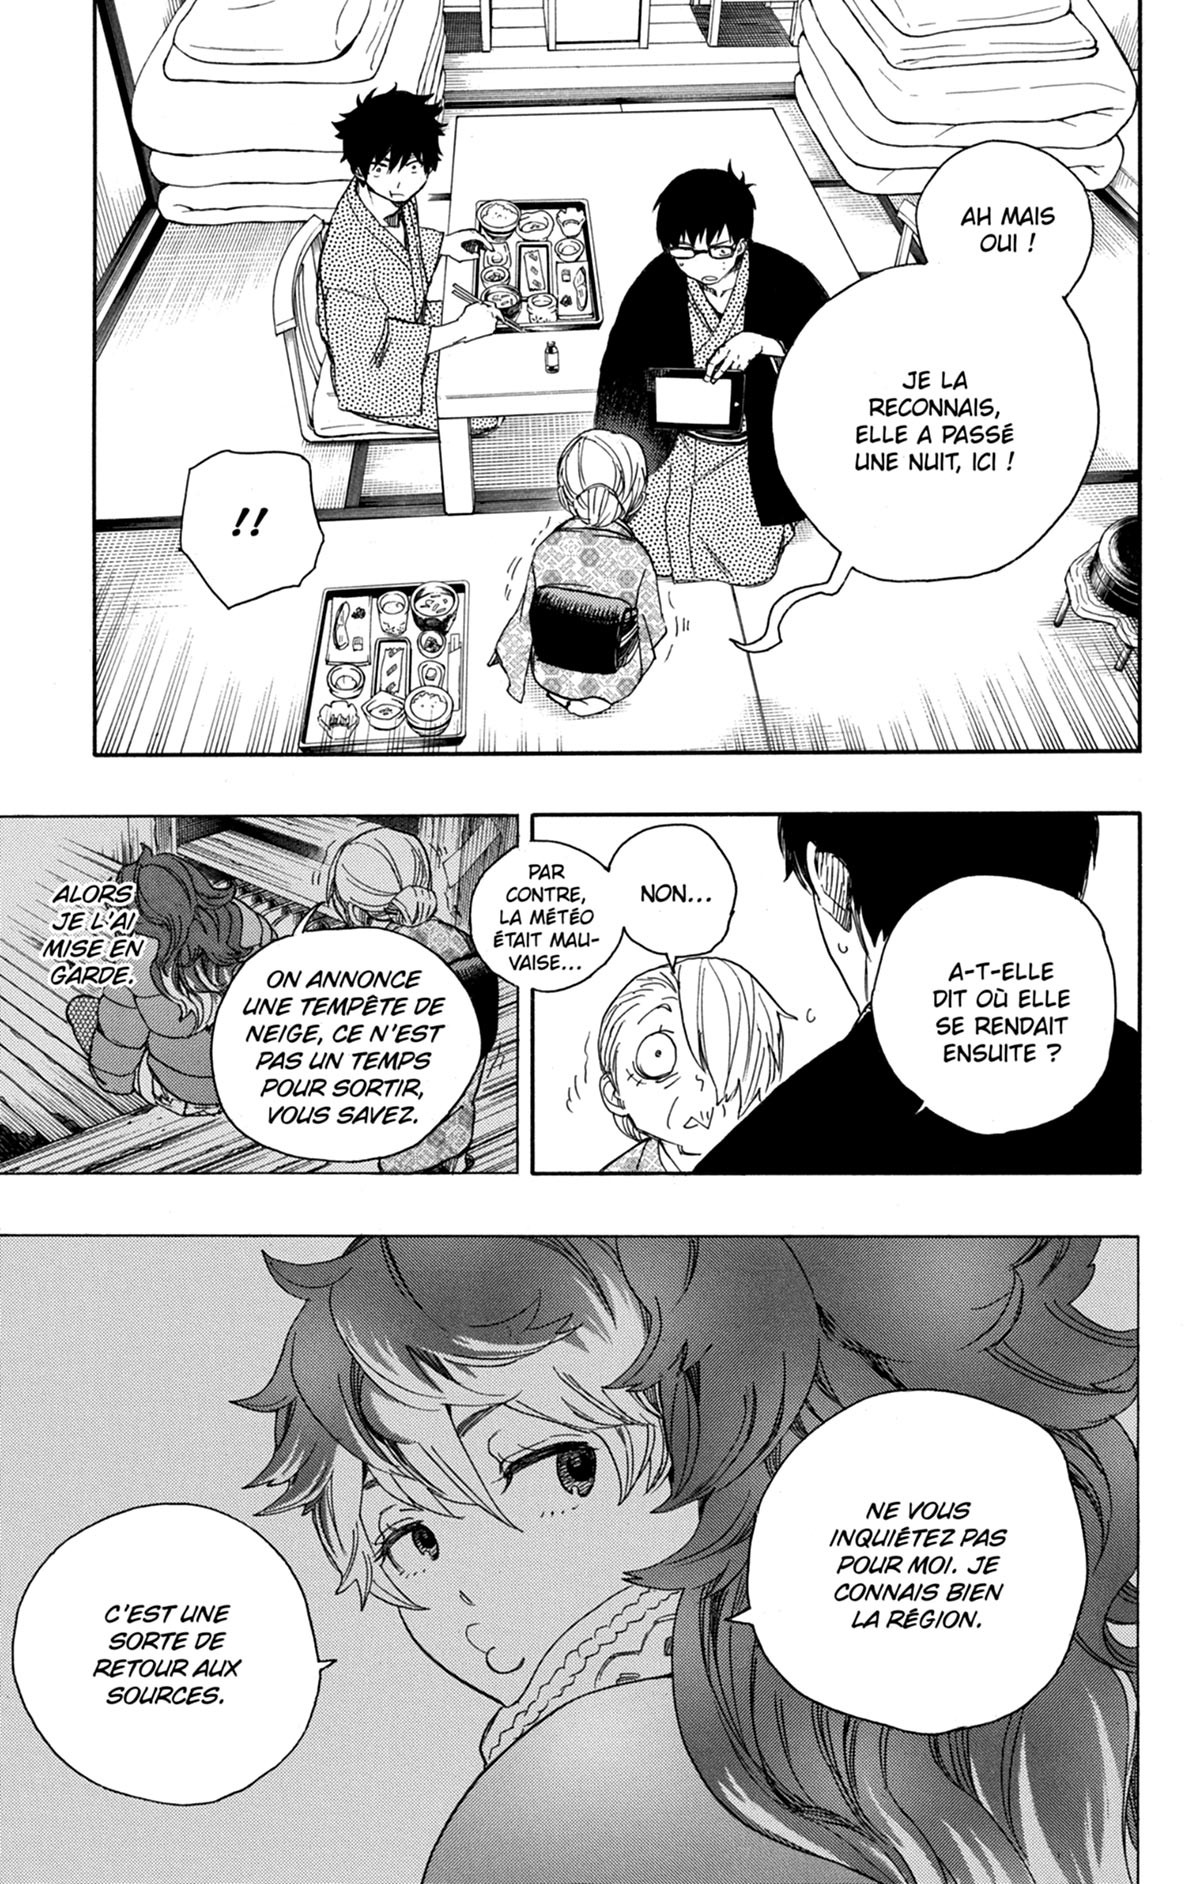 AH MAIS
OUI !
JE LA
RECONNAIS,
ELLE A PASSÉ
UNE NUIT, ICI !
!!
A-T-ELLE
DIT OÙ ELLE
SE RENDAIT
ENSUITE ?
NON...
PAR
CONTRE,
LA MÉTÉO
ÉTAIT MAU-
VAISE...
ALORS
JE L'AI
MISE EN
GARDE.
ON ANNONCE
UNE TEMPÊTE DE
NEIGE, CE N'EST
PAS UN TEMPS
POUR SORTIR,
VOUS SAVEZ.
NE VOUS
INQUIÉTEZ PAS
POUR MOI. JE
CONNAIS BIEN
LA RÉGION.
C'EST UNE
SORTE DE
RETOUR AUX
SOURCES.